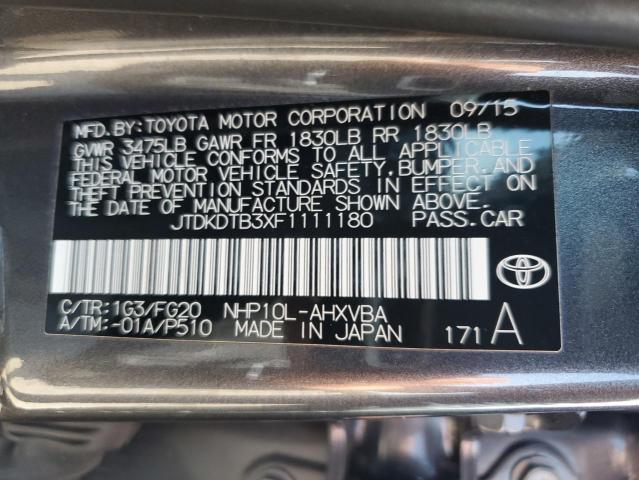 MFD.BY:TOYOTA MOTOR CORPORATION 09/15
GVWR 3475LB GAWR FR 1830LB RR 1830LB
THIS VEHICLE CONFORMS TO ALL APPLICABLE
FEDERAL MOTOR VEHICLE SAFETY,BUMPER,AND
THEFT PREVENTION STANDARDS IN EFFECT ON
THE DATE OF MANUFACTURE SHOWN ABOVE.
JTDKDTB3XF1111180 PASS.CAR
C/TR:1G3/FG20 NHP10L-AHXVBA
A/TM:-01A/P510 MADE IN JAPAN 171 A